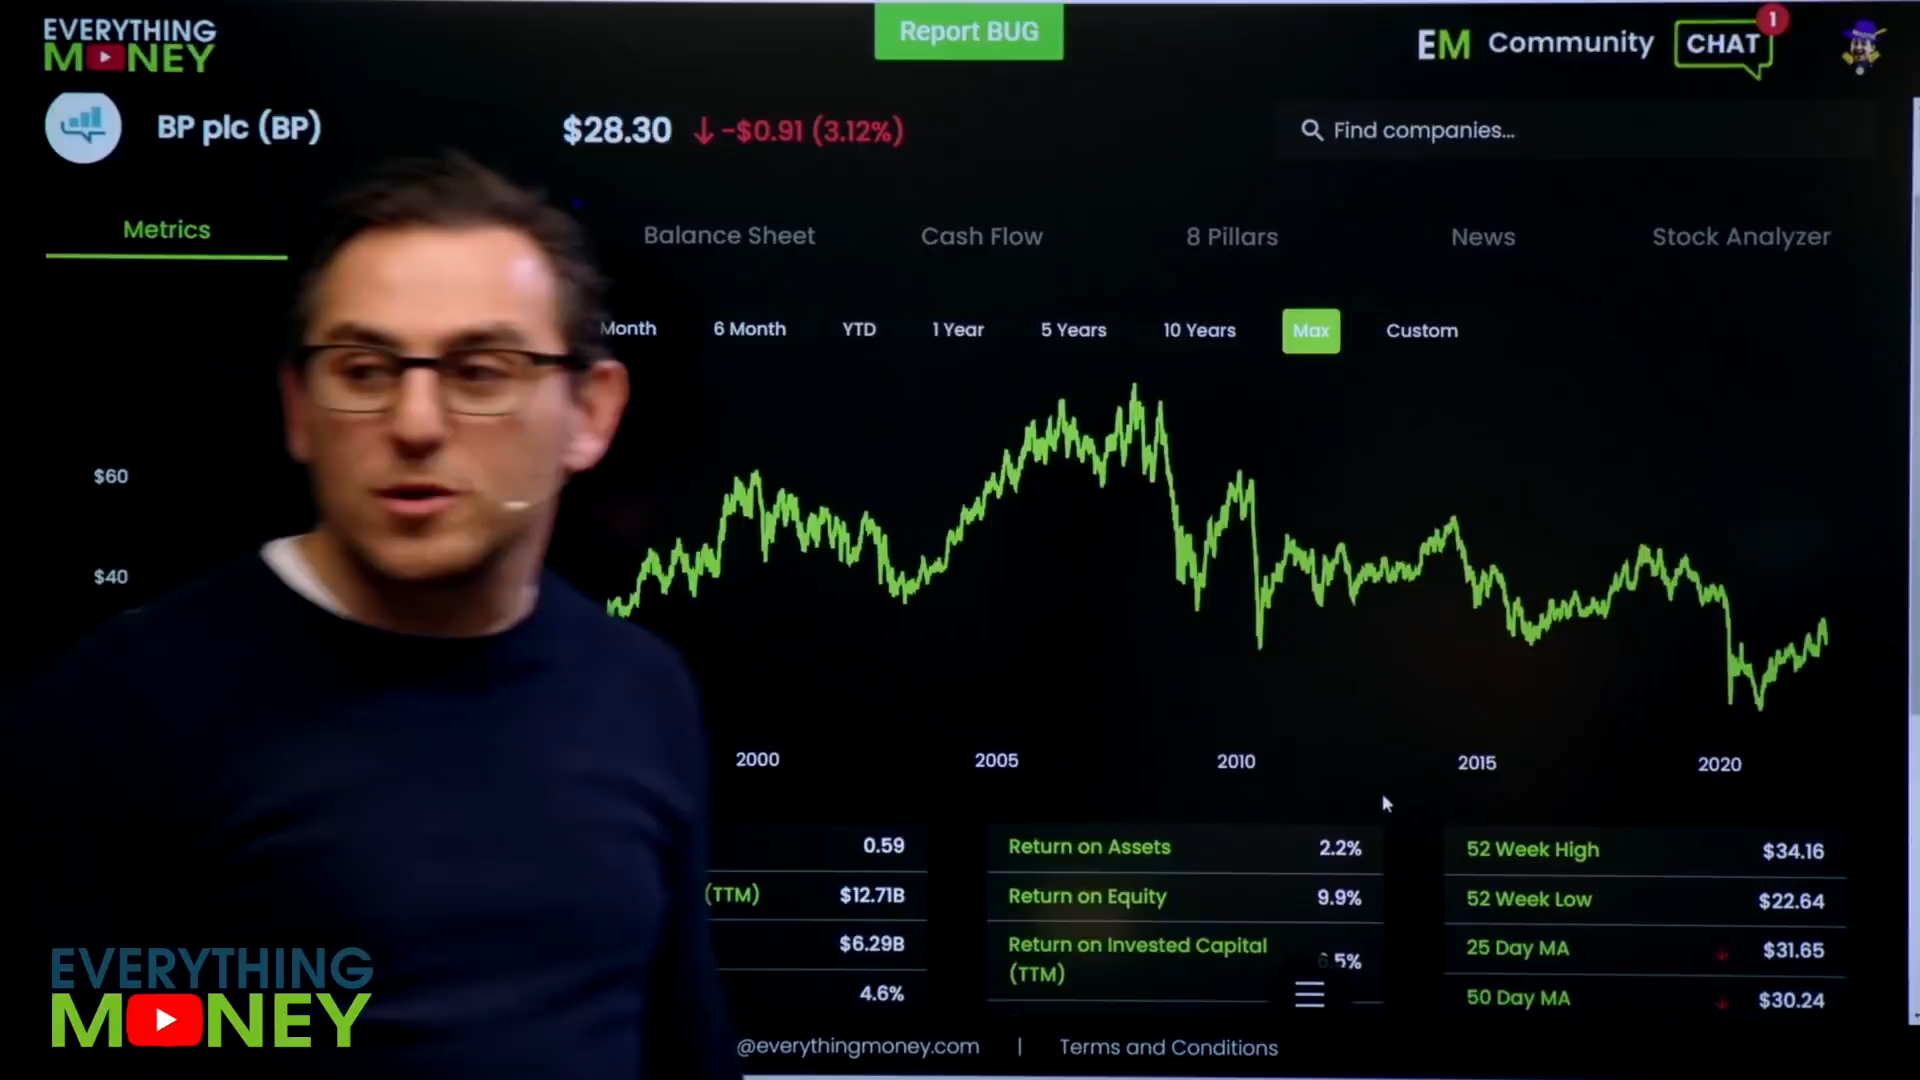 EVERYTHING
MONEY
Report BUG
EM Community
CHAT
1
BP plc (BP)
$28.30 ↓ -$0.91 (3.12%)
Find companies...
Metrics
Balance Sheet
Cash Flow
8 Pillars
News
Stock Analyzer
Month
6 Month
YTD
1 Year
5 Years
10 Years
Max
Custom
$60
$40
2000
2005
2010
2015
2020
0.59
(TTM) $12.71B
$6.29B
4.6%
Return on Assets 2.2%
Return on Equity 9.9%
Return on Invested Capital
(TTM)
5%
52 Week High $34.16
52 Week Low $22.64
25 Day MA $31.65
50 Day MA $30.24
@everythingmoney.com | Terms and Conditions
EVERYTHING
MONEY